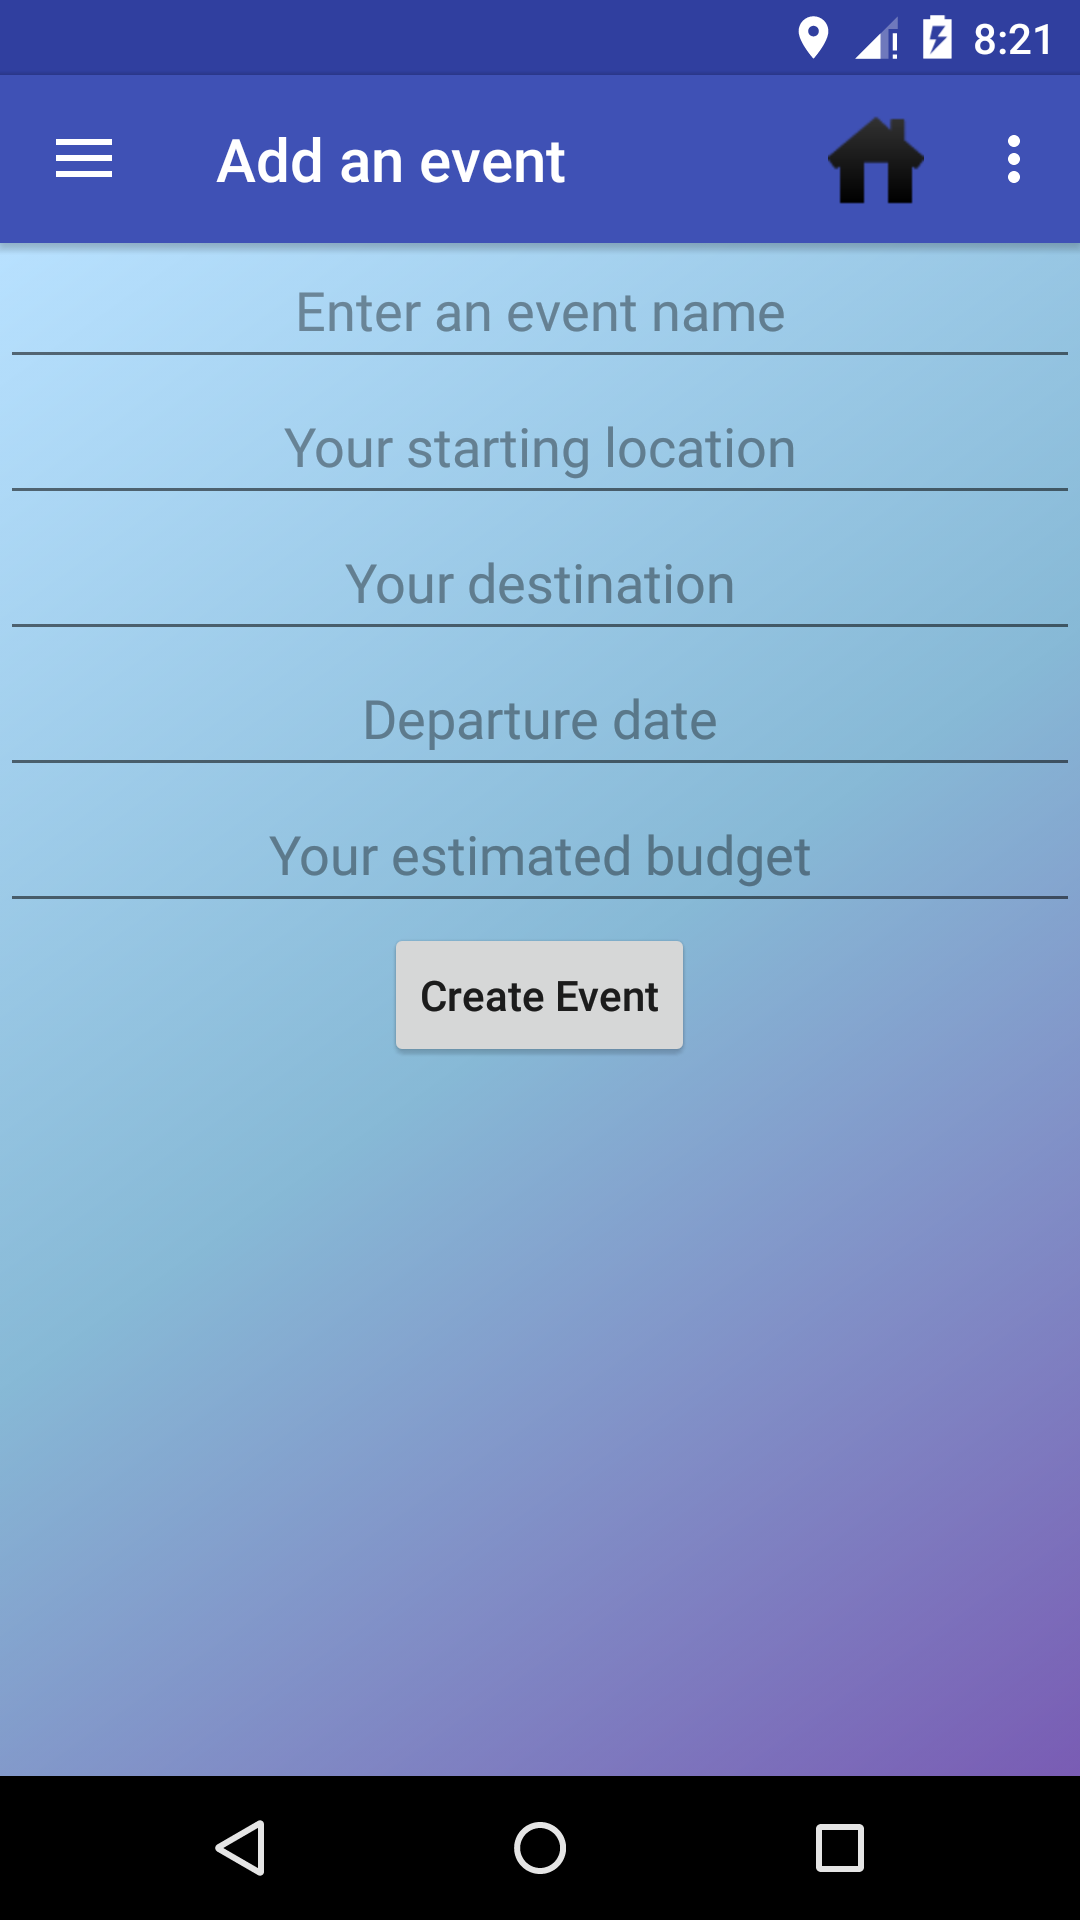 8:21
Add an event
Enter an event name
Your starting location
Your destination
Departure date
Your estimated budget
Create Event